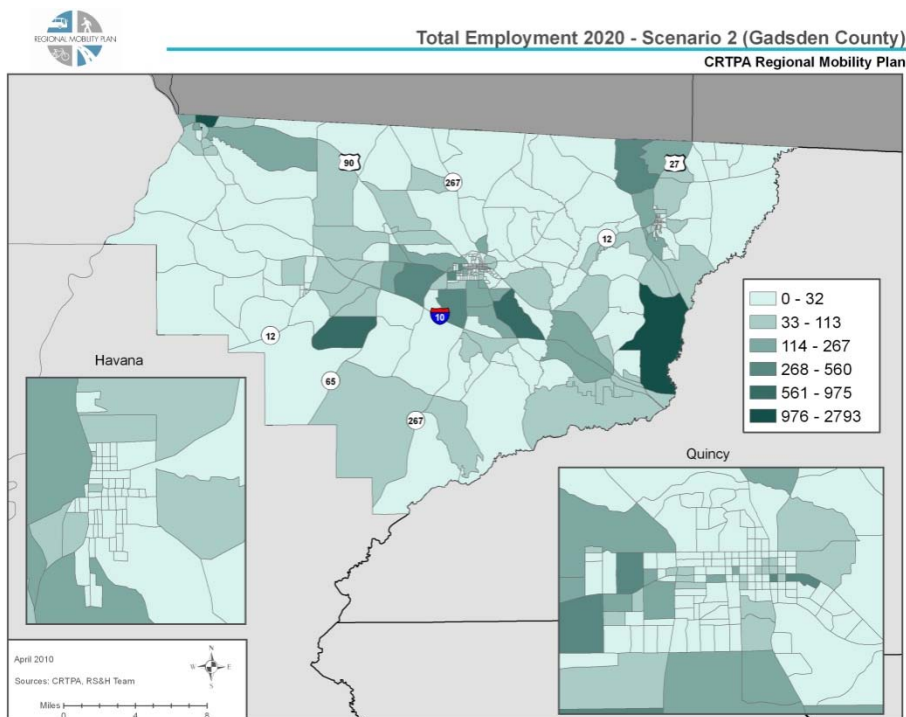 REGIONAL MOBILITY PLAN
Total Employment 2020 - Scenario 2 (Gadsden County)
CRTPA Regional Mobility Plan
90
27
267
12
10
12
65
267
0 - 32
33 - 113
114 - 267
268 - 560
561 - 975
976 - 2793
Havana
Quincy
April 2010
Sources: CRTPA, RS&H Team
N
W E
S
Miles
0 4 8